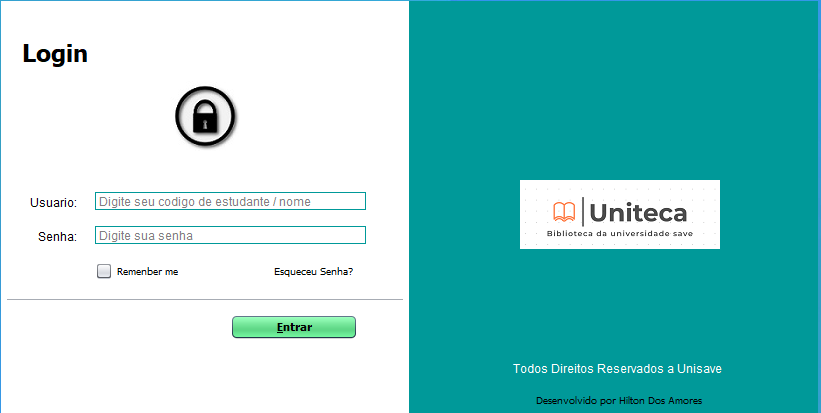 Login
Usuario:
Digite seu codigo de estudante / nome
Senha:
Digite sua senha
Remenber me
Esqueceu Senha?
Entrar
Uniteca
Biblioteca da universidade save
Todos Direitos Reservados a Unisave
Desenvolvido por Hilton Dos Amores